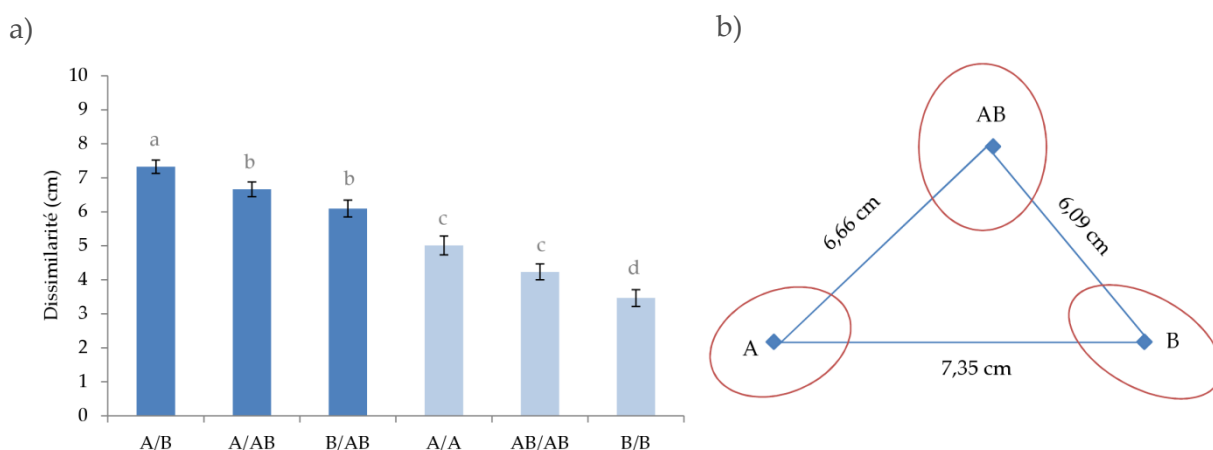 a)
Dissimilarité (cm)
10
9
8
7
6
5
4
3
2
1
0
a
b
b
c
c
d
A/B
A/AB
B/AB
A/A
AB/AB
B/B
b)
AB
6,66 cm
6,09 cm
A
B
7,35 cm